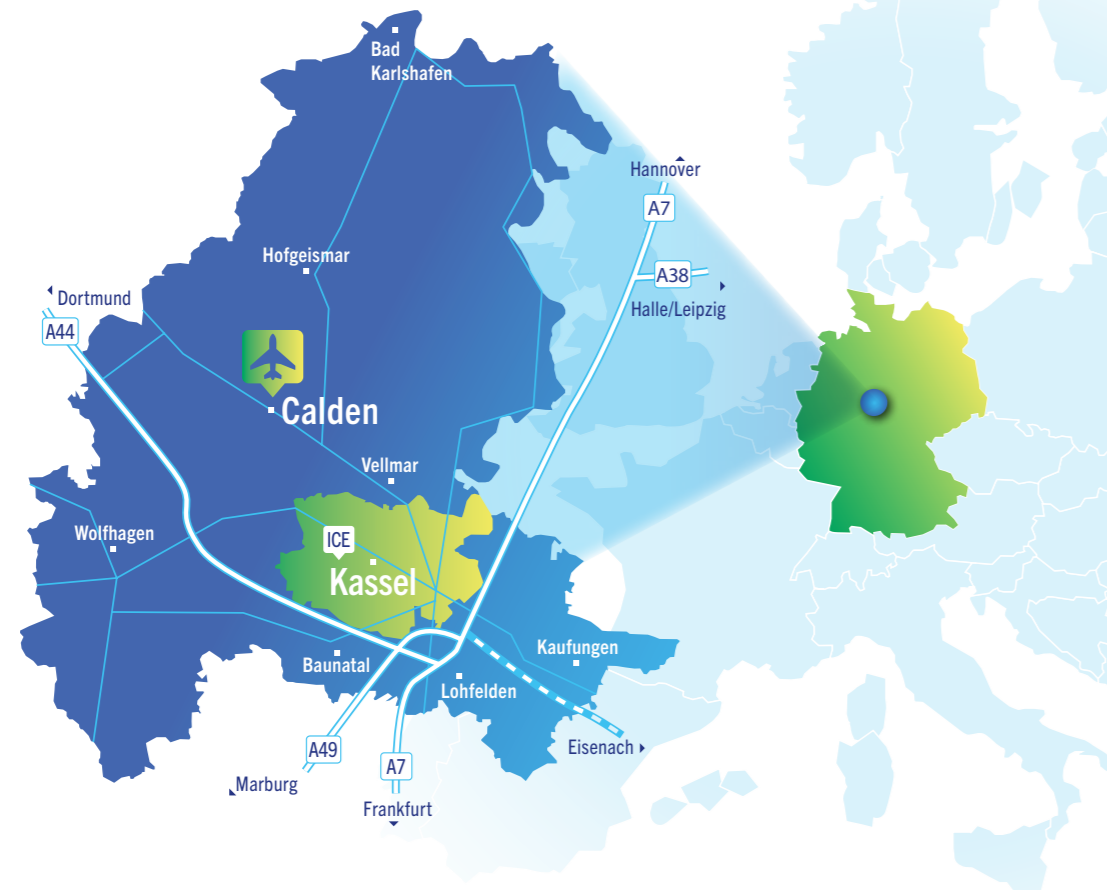 Bad
Karlshafen
Hannover
A7
Hofgeismar
A38
Dortmund
Halle/Leipzig
A44
Calden
Vellmar
Wolfhagen
ICE
Kassel
Kaufungen
Baunatal
Lohfelden
A49
Eisenach
A7
Marburg
Frankfurt